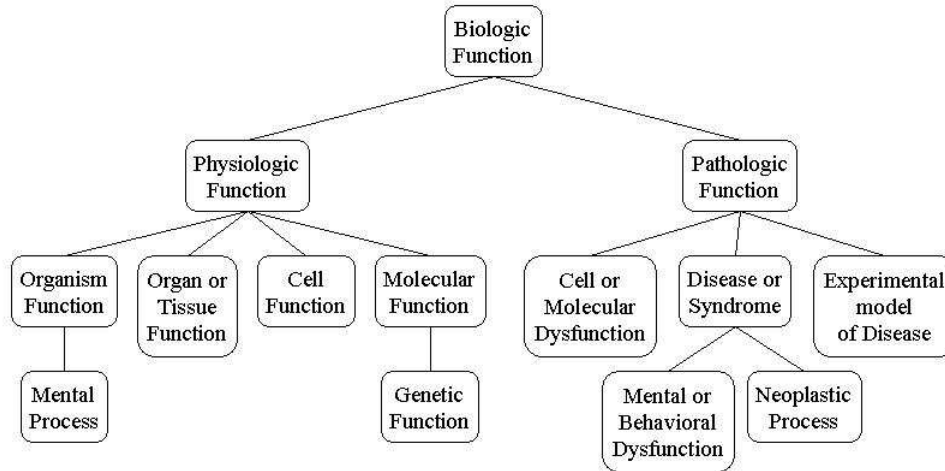 Biologic
Function
Physiologic
Function
Pathologic
Function
Organism
Function
Organ or
Tissue
Function
Cell
Function
Molecular
Function
Cell or
Molecular
Dysfunction
Disease or
Syndrome
Experimental
model
of Disease
Mental
Process
Genetic
Function
Mental or
Behavioral
Dysfunction
Neoplastic
Process